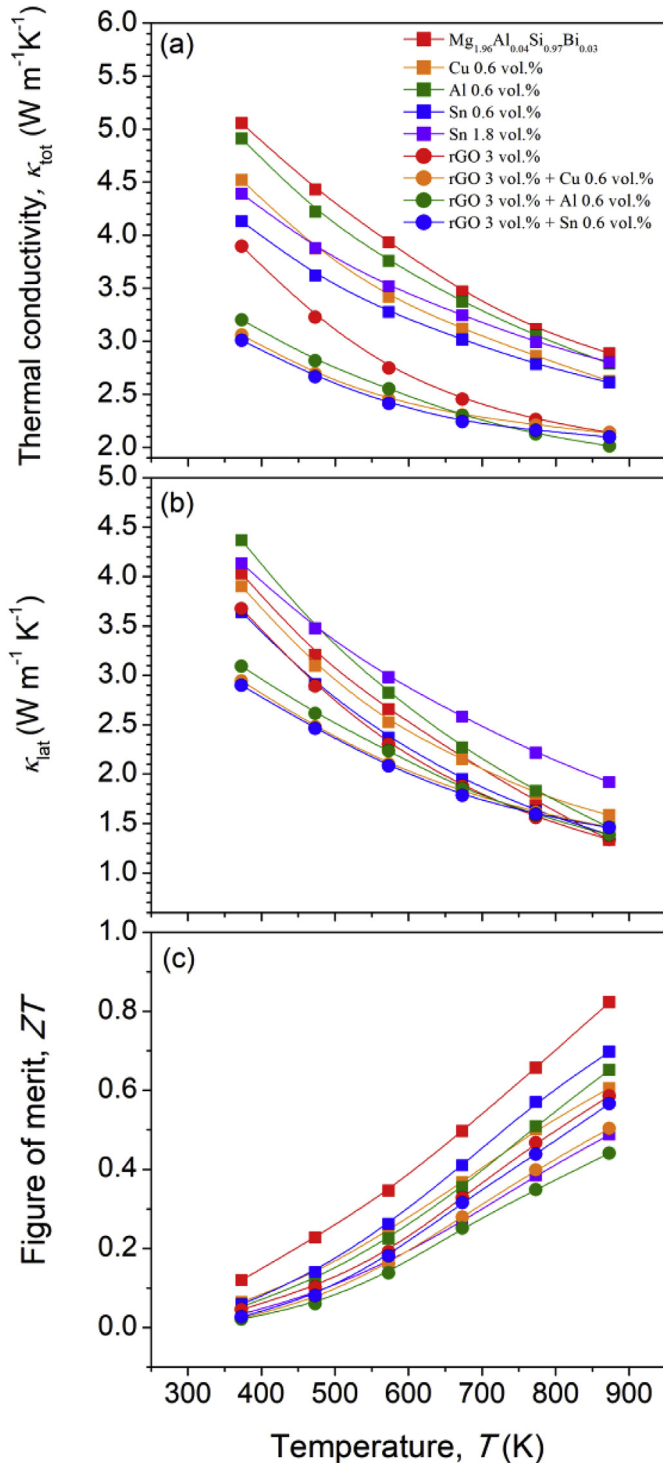 (a)
Thermal conductivity, κtot (W m⁻¹K⁻¹)
6.0
5.5
5.0
4.5
4.0
3.5
3.0
2.5
2.0
Mg1.96Al0.04Si0.97Bi0.03
Cu 0.6 vol.%
Al 0.6 vol.%
Sn 0.6 vol.%
Sn 1.8 vol.%
rGO 3 vol.%
rGO 3 vol.% + Cu 0.6 vol.%
rGO 3 vol.% + Al 0.6 vol.%
rGO 3 vol.% + Sn 0.6 vol.%
(b)
κlat (W m⁻¹ K⁻¹)
5.0
4.5
4.0
3.5
3.0
2.5
2.0
1.5
1.0
(c)
Figure of merit, ZT
1.0
0.8
0.6
0.4
0.2
0.0
300 400 500 600 700 800 900
Temperature, T (K)